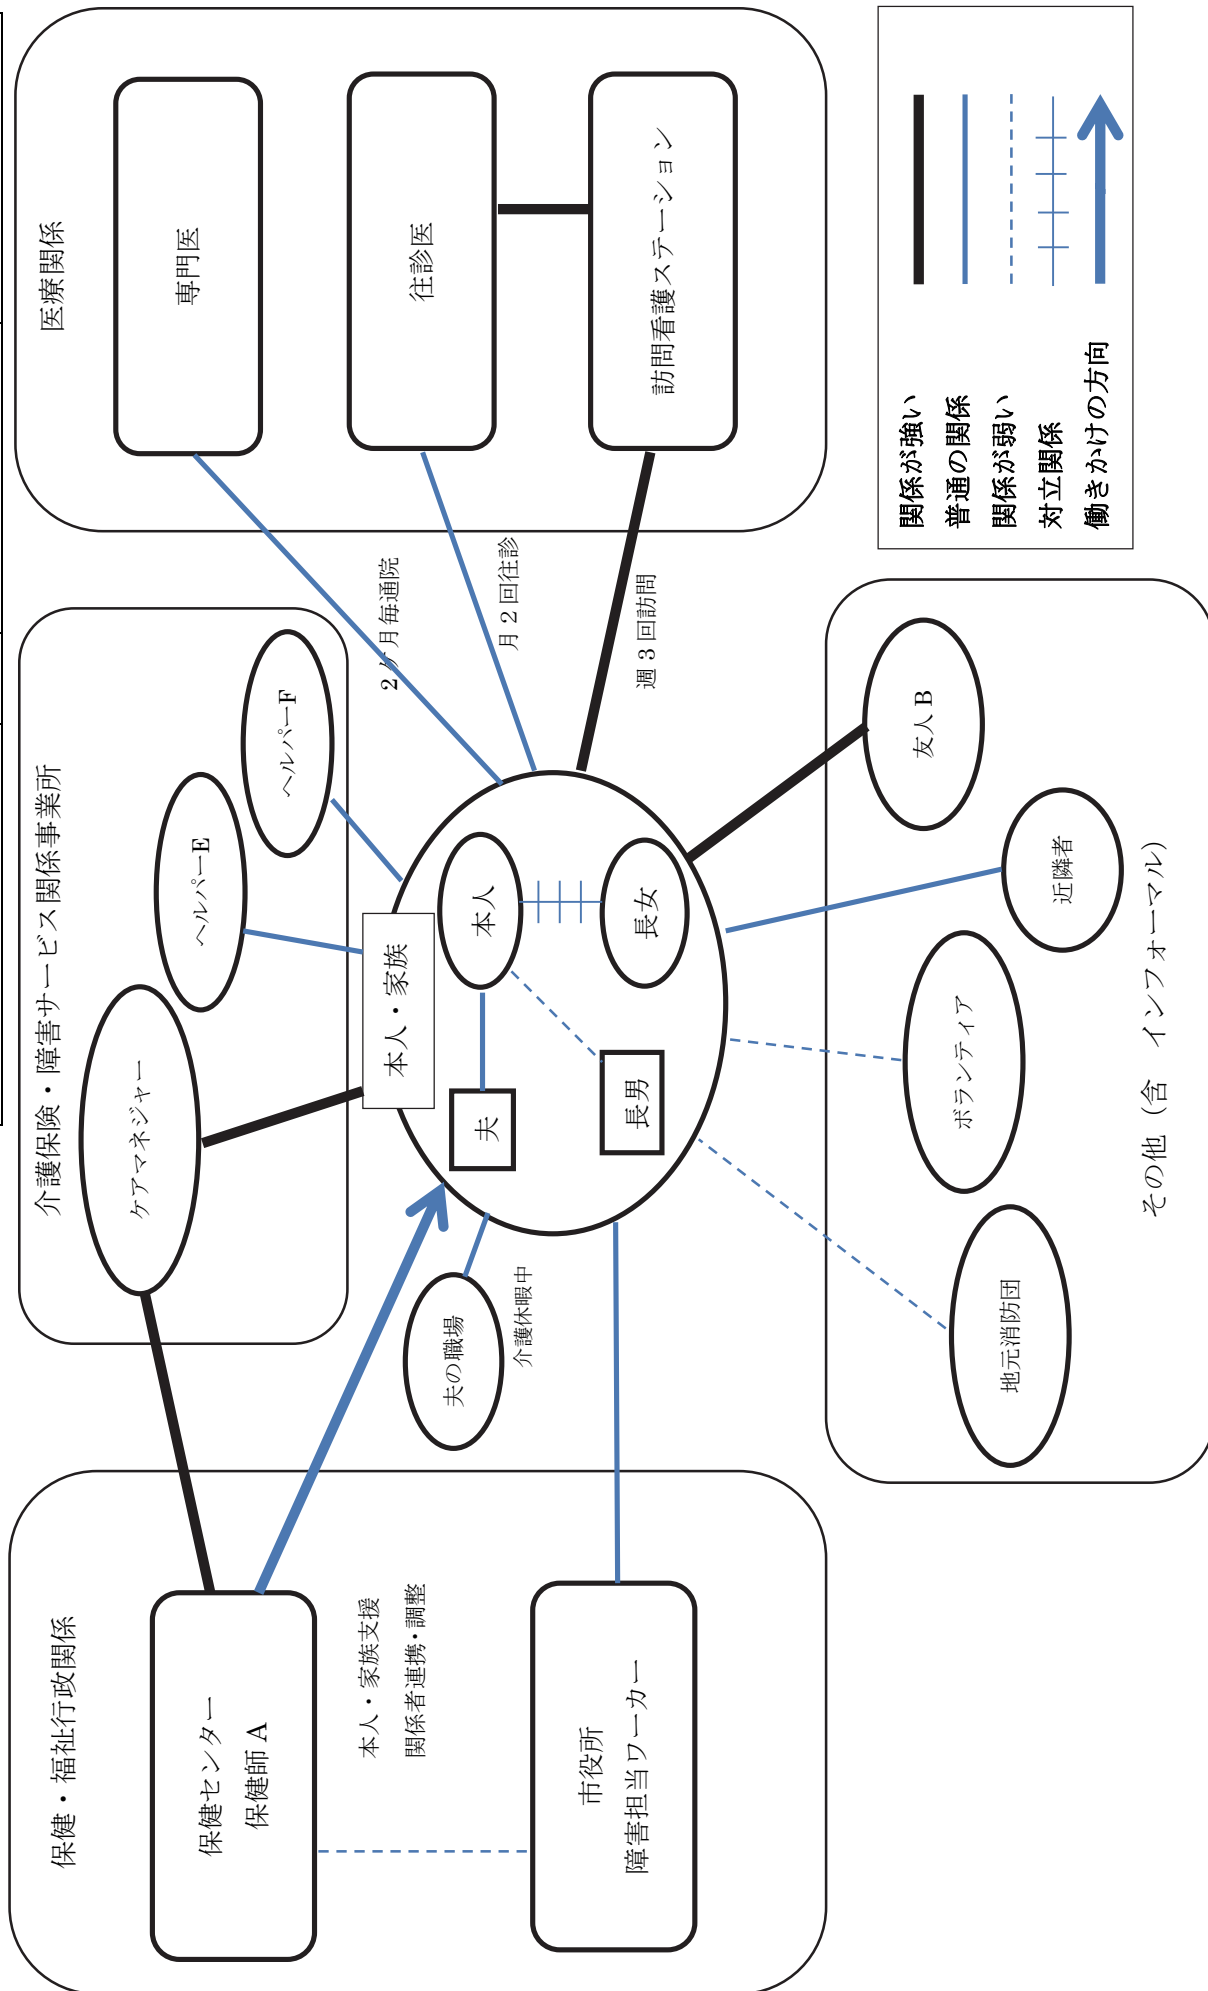 保健・福祉行政関係
保健センター
保健師 A
本人・家族支援
関係者連携・調整
市役所
障害担当ワーカー
介護保険・障害サービス関係事業所
ケアマネジャー
ヘルパーE
ヘルパーF
医療関係
専門医
往診医
訪問看護ステーション
2ヶ月毎通院
月 2 回往診
週 3 回訪問
本人・家族
本人
夫
長女
長男
夫の職場
介護休暇中
友人 B
近隣者
ボランティア
地元消防団
その他（含　インフォーマル）
関係が強い
普通の関係
関係が弱い
対立関係
働きかけの方向